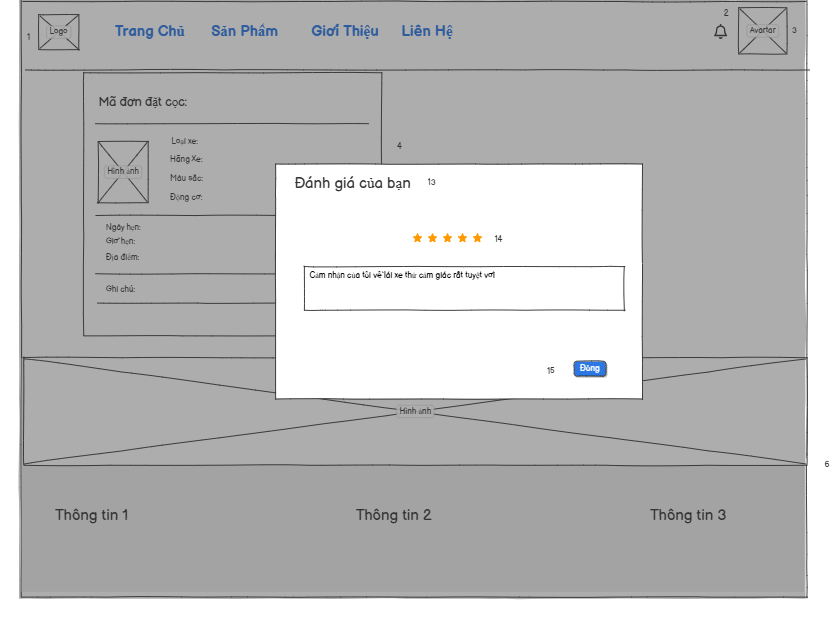 2
1 Logo Trang Chủ Sản Phẩm Giới Thiệu Liên Hệ Avartar 3
Mã đơn đặt cọc:
Loại xe:
4
Hãng Xe:
Hình ảnh
Màu sắc:
Động cơ:
Đánh giá của bạn 13
Ngày hẹn:
Giờ hẹn:
14
Địa điểm:
Cảm nhận của tôi về lái xe thử cảm giác rất tuyệt vời
Ghi chú:
15 Đóng
Hình ảnh
6
Thông tin 1 Thông tin 2 Thông tin 3